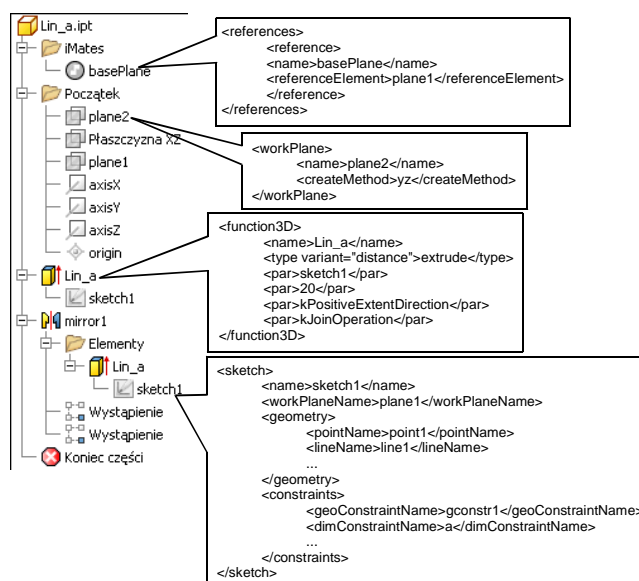 Lin_a.ipt
iMates
basePlane
Początek
plane2
Płaszczyzna XZ
plane1
axisX
axisY
axisZ
origin
Lin_a
sketch1
mirror1
Elementy
Lin_a
sketch1
Wystąpienie
Wystąpienie
Koniec części
<references>
<reference>
<name>basePlane</name>
<referenceElement>plane1</referenceElement>
</reference>
</references>
<workPlane>
<name>plane2</name>
<createMethod>yz</createMethod>
</workPlane>
<function3D>
<name>Lin_a</name>
<type variant="distance">extrude</type>
<par>sketch1</par>
<par>20</par>
<par>kPositiveExtentDirection</par>
<par>kJoinOperation</par>
</function3D>
<sketch>
<name>sketch1</name>
<workPlaneName>plane1</workPlaneName>
<geometry>
<pointName>point1</pointName>
<lineName>line1</lineName>
...
</geometry>
<constraints>
<geoConstraintName>gconstr1</geoConstraintName>
<dimConstraintName>a</dimConstraintName>
...
</constraints>
</sketch>